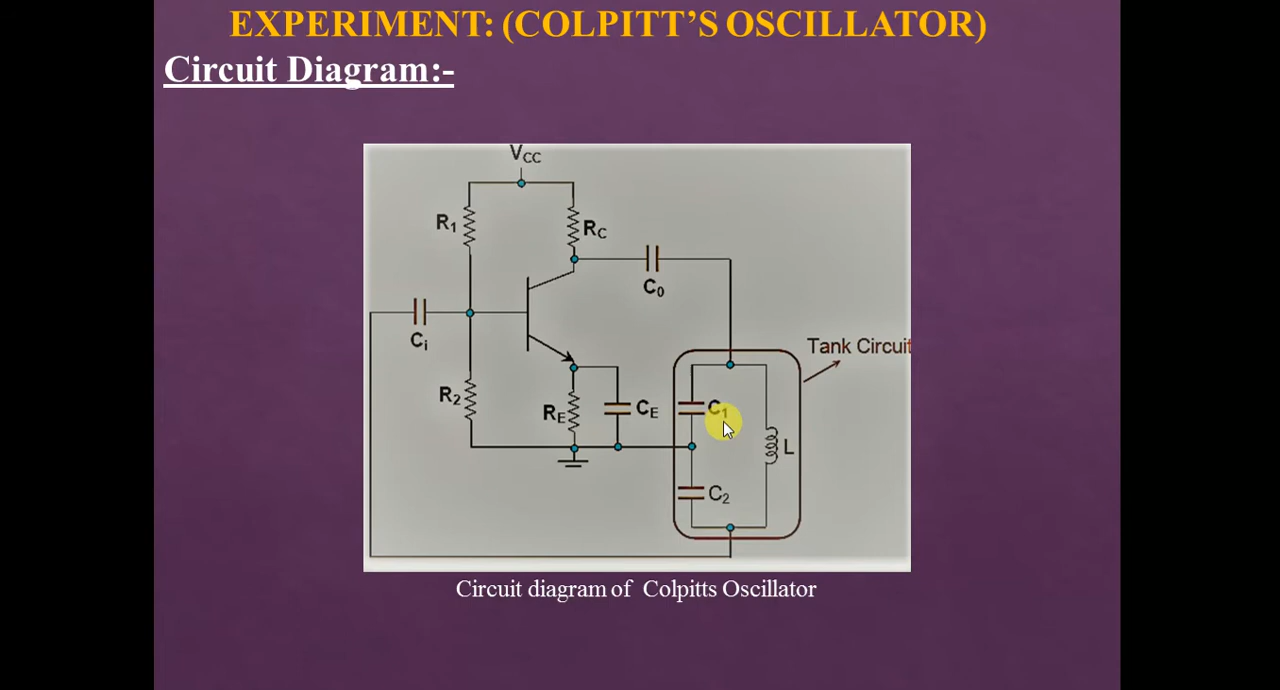 EXPERIMENT: (COLPITT’S OSCILLATOR)
Circuit Diagram:-
VCC
R1
RC
C0
Ci
Tank Circuit
R2
RE
CE
C1
L
C2
Circuit diagram of Colpitts Oscillator